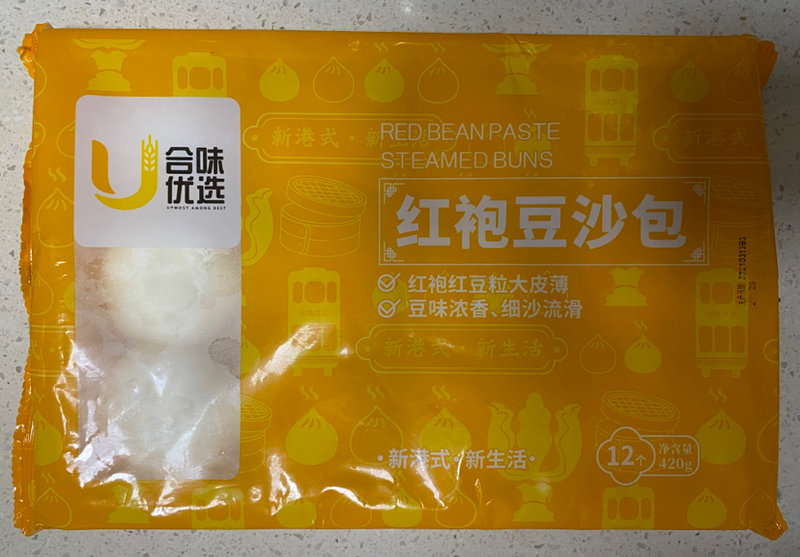 合味
优选
UPMOST AMONG BEST
RED BEAN PASTE
STEAMED BUNS
红袍豆沙包
红袍红豆粒大皮薄
豆味浓香、细沙流滑
新港式·新生活
新港式
新港式·新生活
·新港式·新生活·
12个
净含量
420g